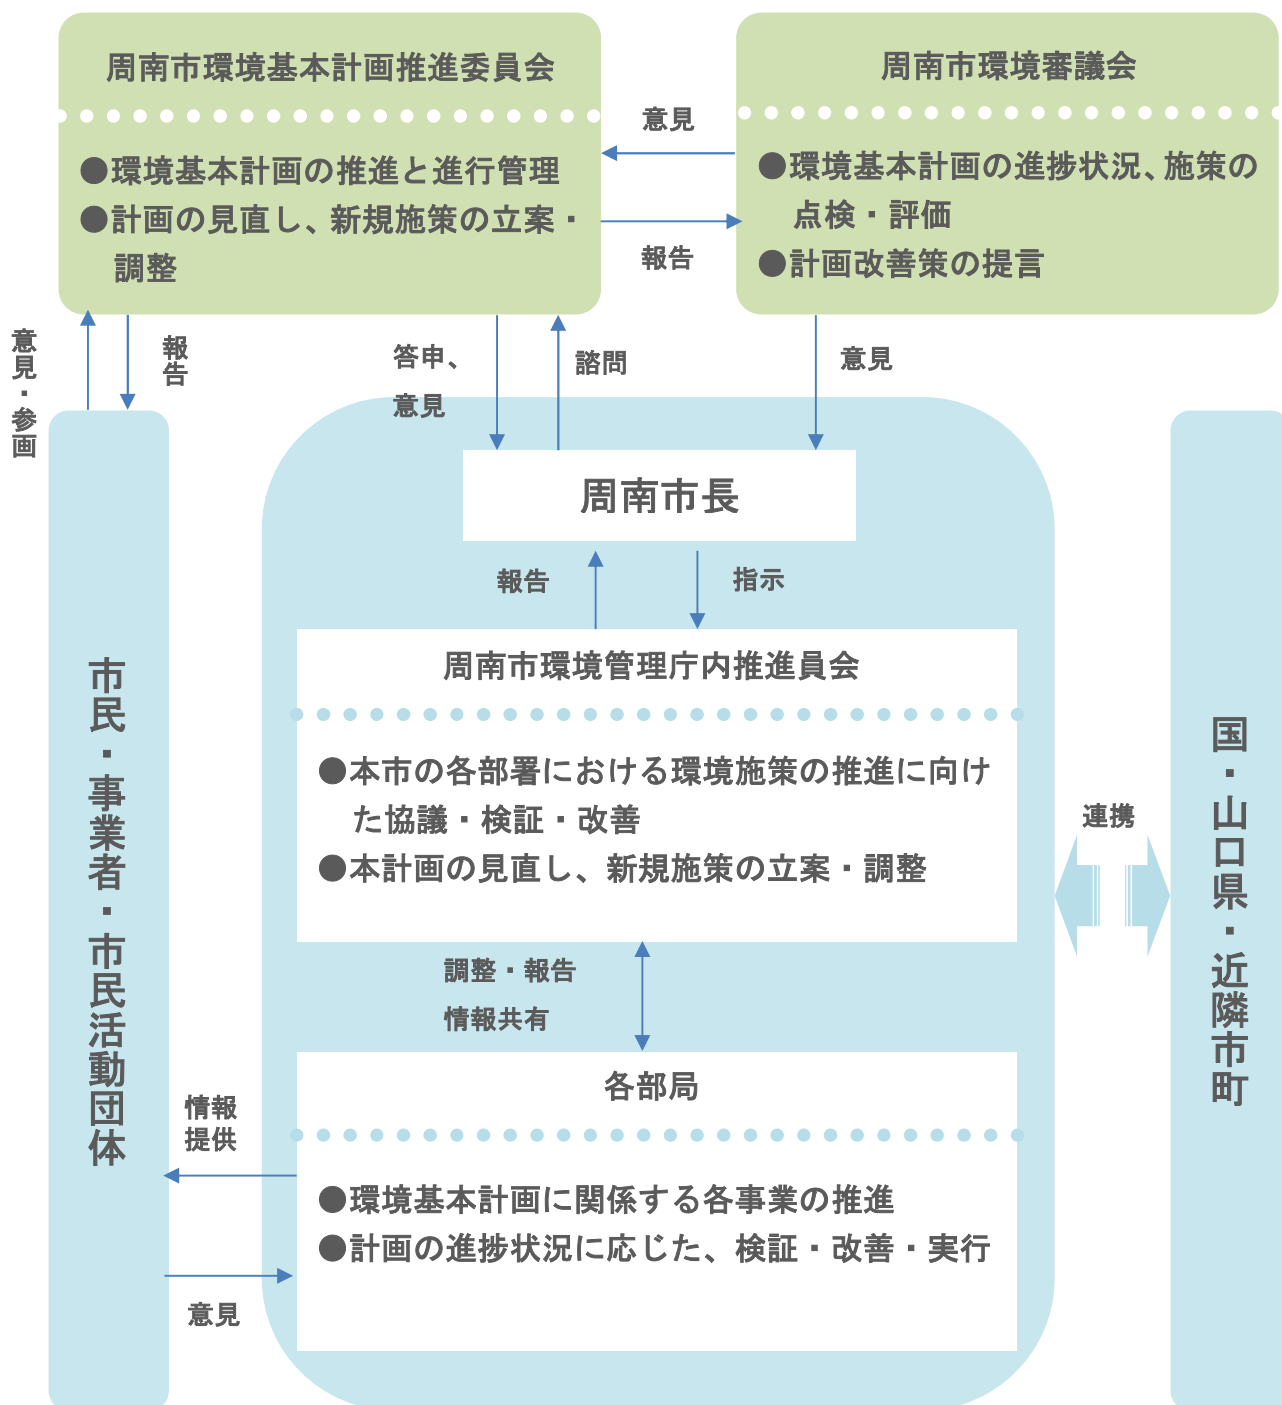 周南市環境基本計画推進委員会
●環境基本計画の推進と進行管理
●計画の見直し、新規施策の立案・
調整
周南市環境審議会
●環境基本計画の進捗状況、施策の
点検・評価
●計画改善策の提言
意見
報告
意見・参画
報告
答申、
意見
諮問
意見
周南市長
報告
指示
周南市環境管理庁内推進員会
●本市の各部署における環境施策の推進に向け
た協議・検証・改善
●本計画の見直し、新規施策の立案・調整
調整・報告
情報共有
各部局
●環境基本計画に関係する各事業の推進
●計画の進捗状況に応じた、検証・改善・実行
市民・事業者・市民活動団体
情報
提供
意見
連携
国・山口県・近隣市町